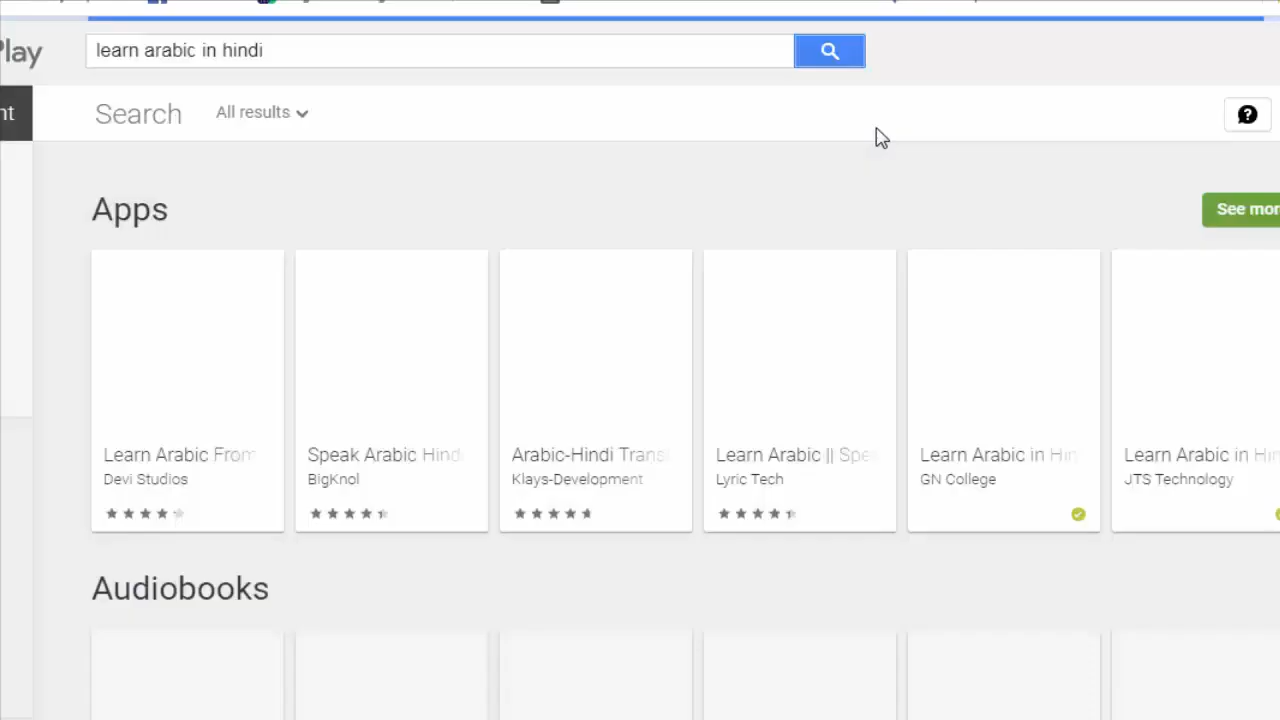 Play
learn arabic in hindi
nt
Search
All results
Apps
See mor
Learn Arabic From
Devi Studios
Speak Arabic Hind
BigKnol
Arabic-Hindi Trans
Klays-Development
Learn Arabic || Spe
Lyric Tech
Learn Arabic in Hin
GN College
Learn Arabic in Hin
JTS Technology
Audiobooks